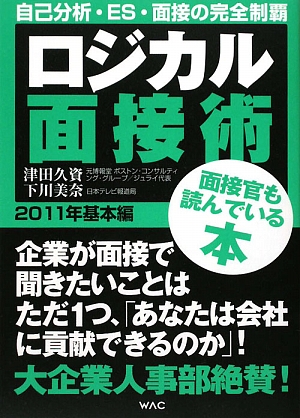 自己分析・ES・面接の完全制覇
ロジカル
面接術
津田久資 元博報堂 ボストン・コンサルティ
ング・グループ／ジュライ代表
下川美奈 日本テレビ報道局
2011年基本編
面接官も
読んでいる
本
企業が面接で
聞きたいことは
ただ1つ、「あなたは会社
に貢献できるのか」!
大企業人事部絶賛!
WAC